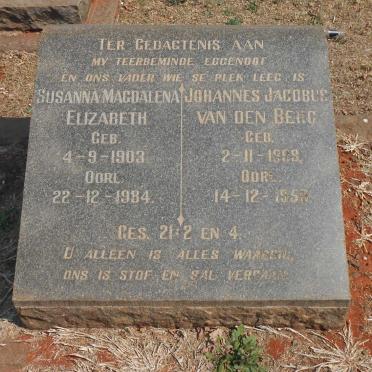 TER GEDAGTENIS AAN
MY TEERBEMINDE EGGENOOT
EN ONS VADER WIE SE PLEK LEEG IS
SUSANNA MAGDALENA
ELIZABETH
GEB.
4-9-1903
OORL.
22-12-1984.
JOHANNES JACOBUS
VAN DEN BERG
GEB.
2-11-
OORL.
14-12-
GES. 21:2 EN 4.
U ALLEEN IS ALLES WAARDIG,
ONS IS STOF EN SAL VERGAAN.